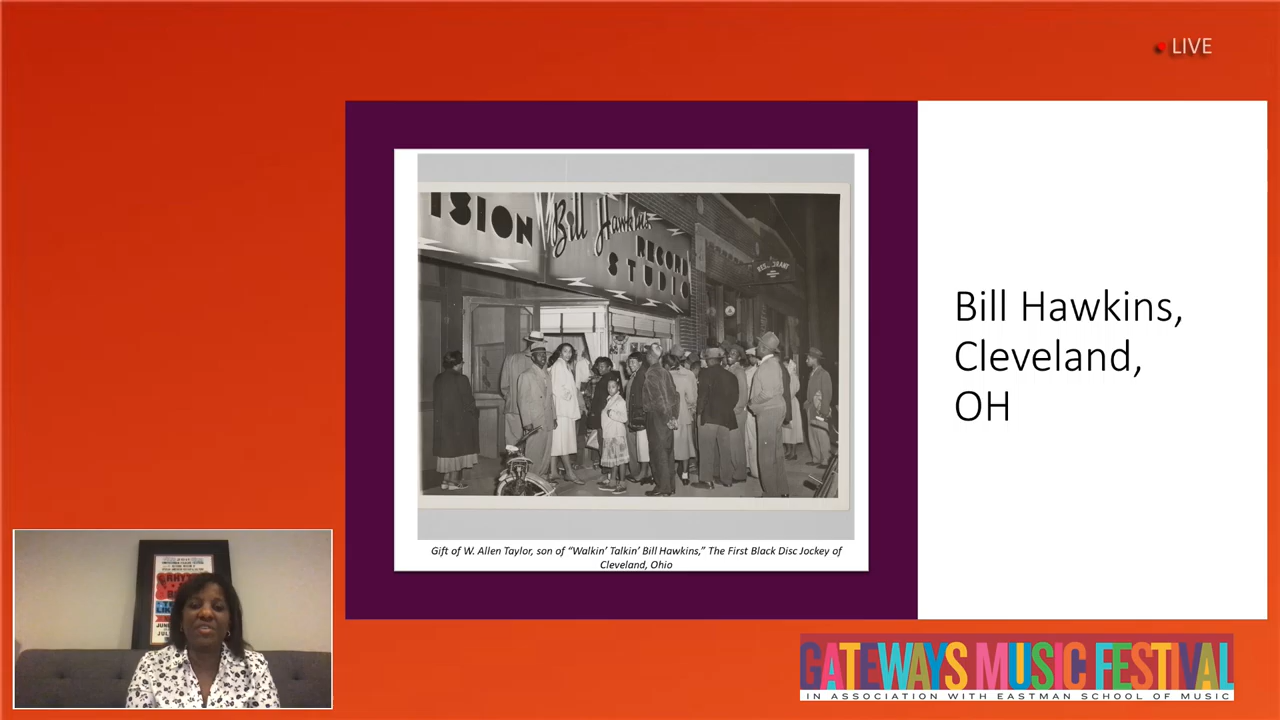 LIVE
ISION
Bill Hawkins
RECORD
STUDIO
Bill Hawkins,
Cleveland,
OH
Gift of W. Allen Taylor, son of “Walkin’ Talkin’ Bill Hawkins,” The First Black Disc Jockey of
Cleveland, Ohio
GATEWAYS MUSIC FESTIVAL
IN ASSOCIATION WITH EASTMAN SCHOOL OF MUSIC